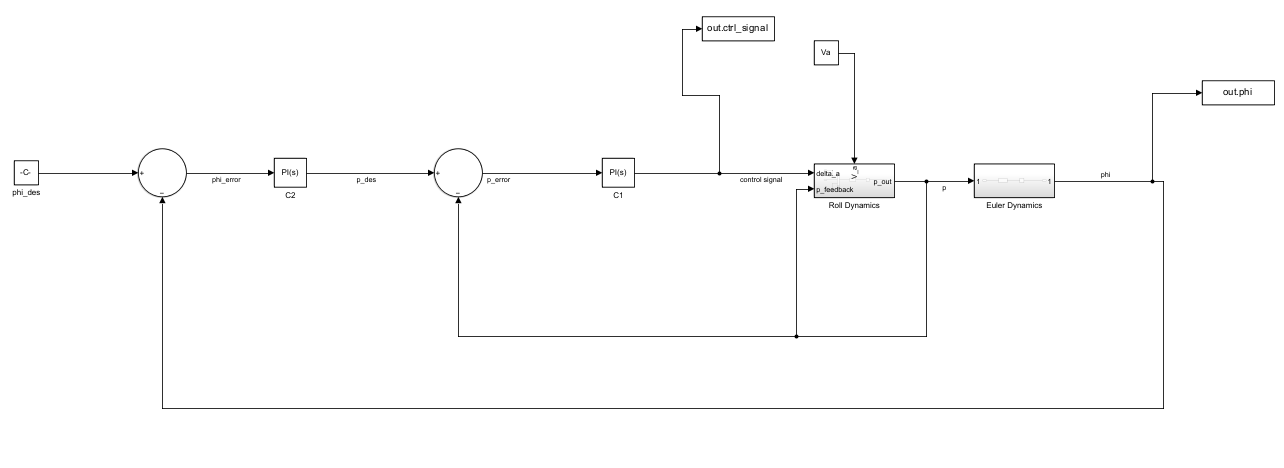 out.ctrl_signal
Va
out.phi
-C-
phi_des
+
−
phi_error
PI(s)
C2
p_des
+
−
p_error
PI(s)
C1
control signal
delta_a
p_feedback
p_out
Roll Dynamics
p
1
1
Euler Dynamics
phi